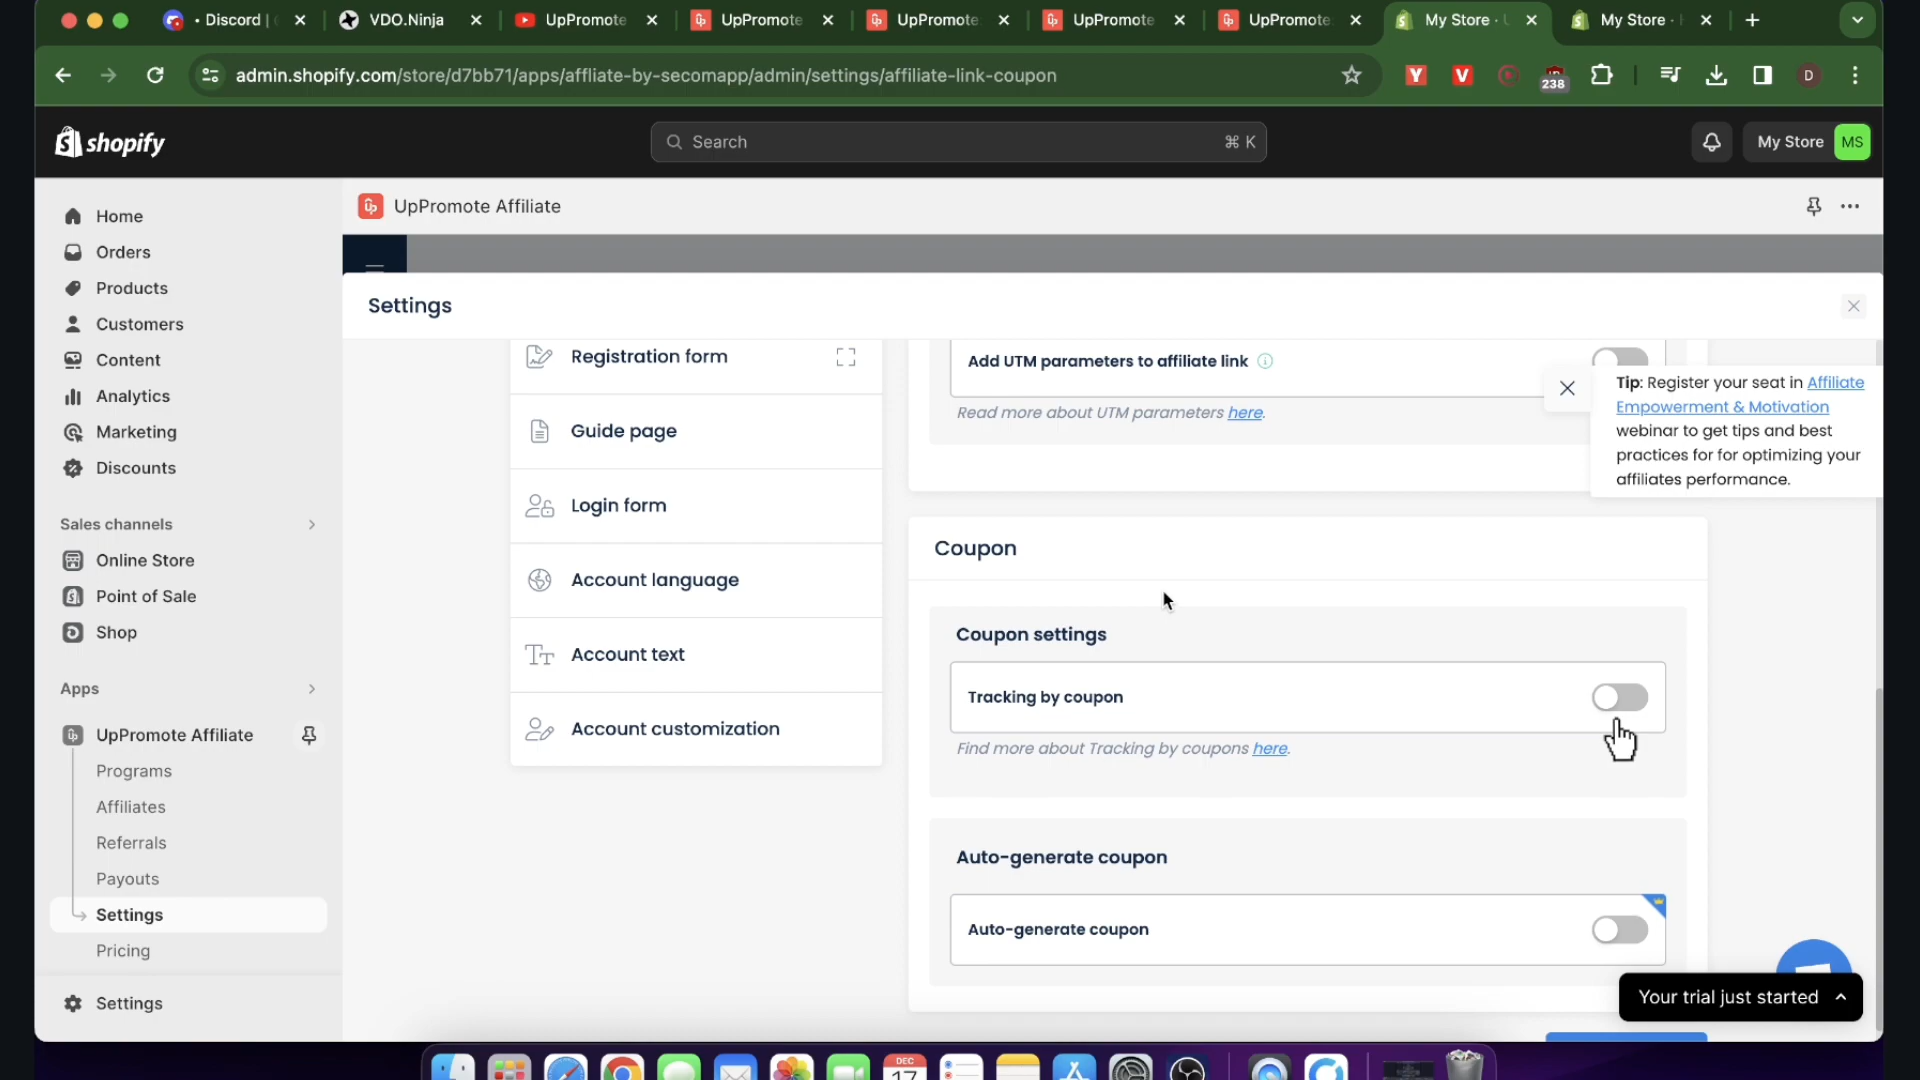 Discord |
VDO.Ninja
UpPromote
UpPromote
UpPromote
UpPromote
UpPromote
My Store ·
My Store ·
admin.shopify.com/store/d7bb71/apps/affliate-by-secomapp/admin/settings/affiliate-link-coupon
Y
V
238
D
shopify
Search
⌘ K
My Store
MS
UpPromote Affiliate
Home
Orders
Products
Customers
Content
Analytics
Marketing
Discounts
Sales channels
Online Store
Point of Sale
Shop
Apps
UpPromote Affiliate
Programs
Affiliates
Referrals
Payouts
Settings
Pricing
Settings
Settings
Registration form
Guide page
Login form
Account language
Account text
Account customization
Add UTM parameters to affiliate link
Read more about UTM parameters here.
Tip: Register your seat in Affiliate
Empowerment & Motivation
webinar to get tips and best
practices for for optimizing your
affiliates performance.
Coupon
Coupon settings
Tracking by coupon
Find more about Tracking by coupons here.
Auto-generate coupon
Auto-generate coupon
Your trial just started
DEC
17